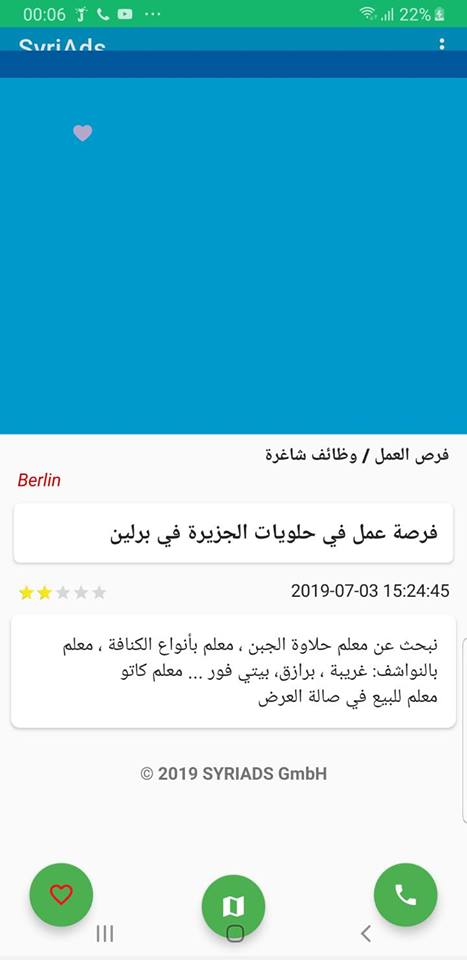 00:06
22%
SyriAds
فرص العمل / وظائف شاغرة
Berlin
فرصة عمل في حلويات الجزيرة في برلين
2019-07-03 15:24:45
نبحث عن معلم حلاوة الجبن ، معلم بأنواع الكنافة ، معلم
بالنواشف: غريبة ، برازق، بيتي فور ... معلم كاتو
معلم للبيع في صالة العرض
© 2019 SYRIADS GmbH